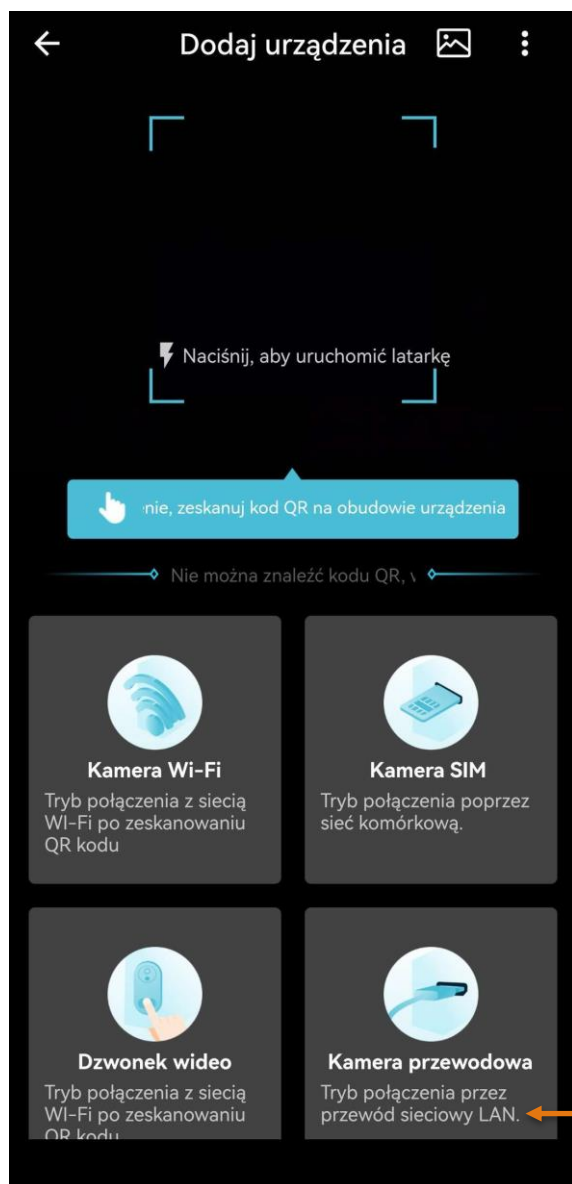 Dodaj urządzenia
Naciśnij, aby uruchomić latarkę
nie, zeskanuj kod QR na obudowie urządzenia
Nie można znaleźć kodu QR,
Kamera Wi-Fi
Tryb połączenia z siecią
WI-Fi po zeskanowaniu
QR kodu
Kamera SIM
Tryb połączenia poprzez
sieć komórkową.
Dzwonek wideo
Tryb połączenia z siecią
WI-Fi po zeskanowaniu
QR kodu
Kamera przewodowa
Tryb połączenia przez
przewód sieciowy LAN.